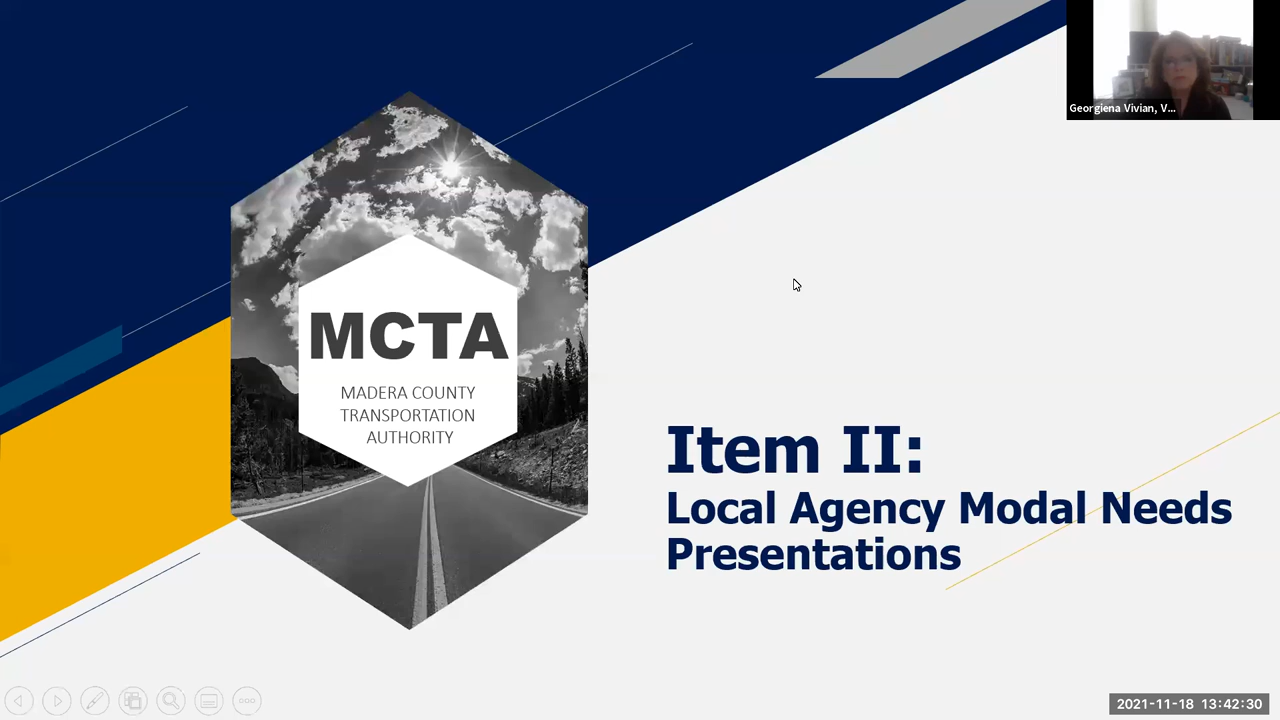 Georgiena Vivian, V...
MCTA
MADERA COUNTY
TRANSPORTATION
AUTHORITY
Item II:
Local Agency Modal Needs
Presentations
2021-11-18 13:42:30